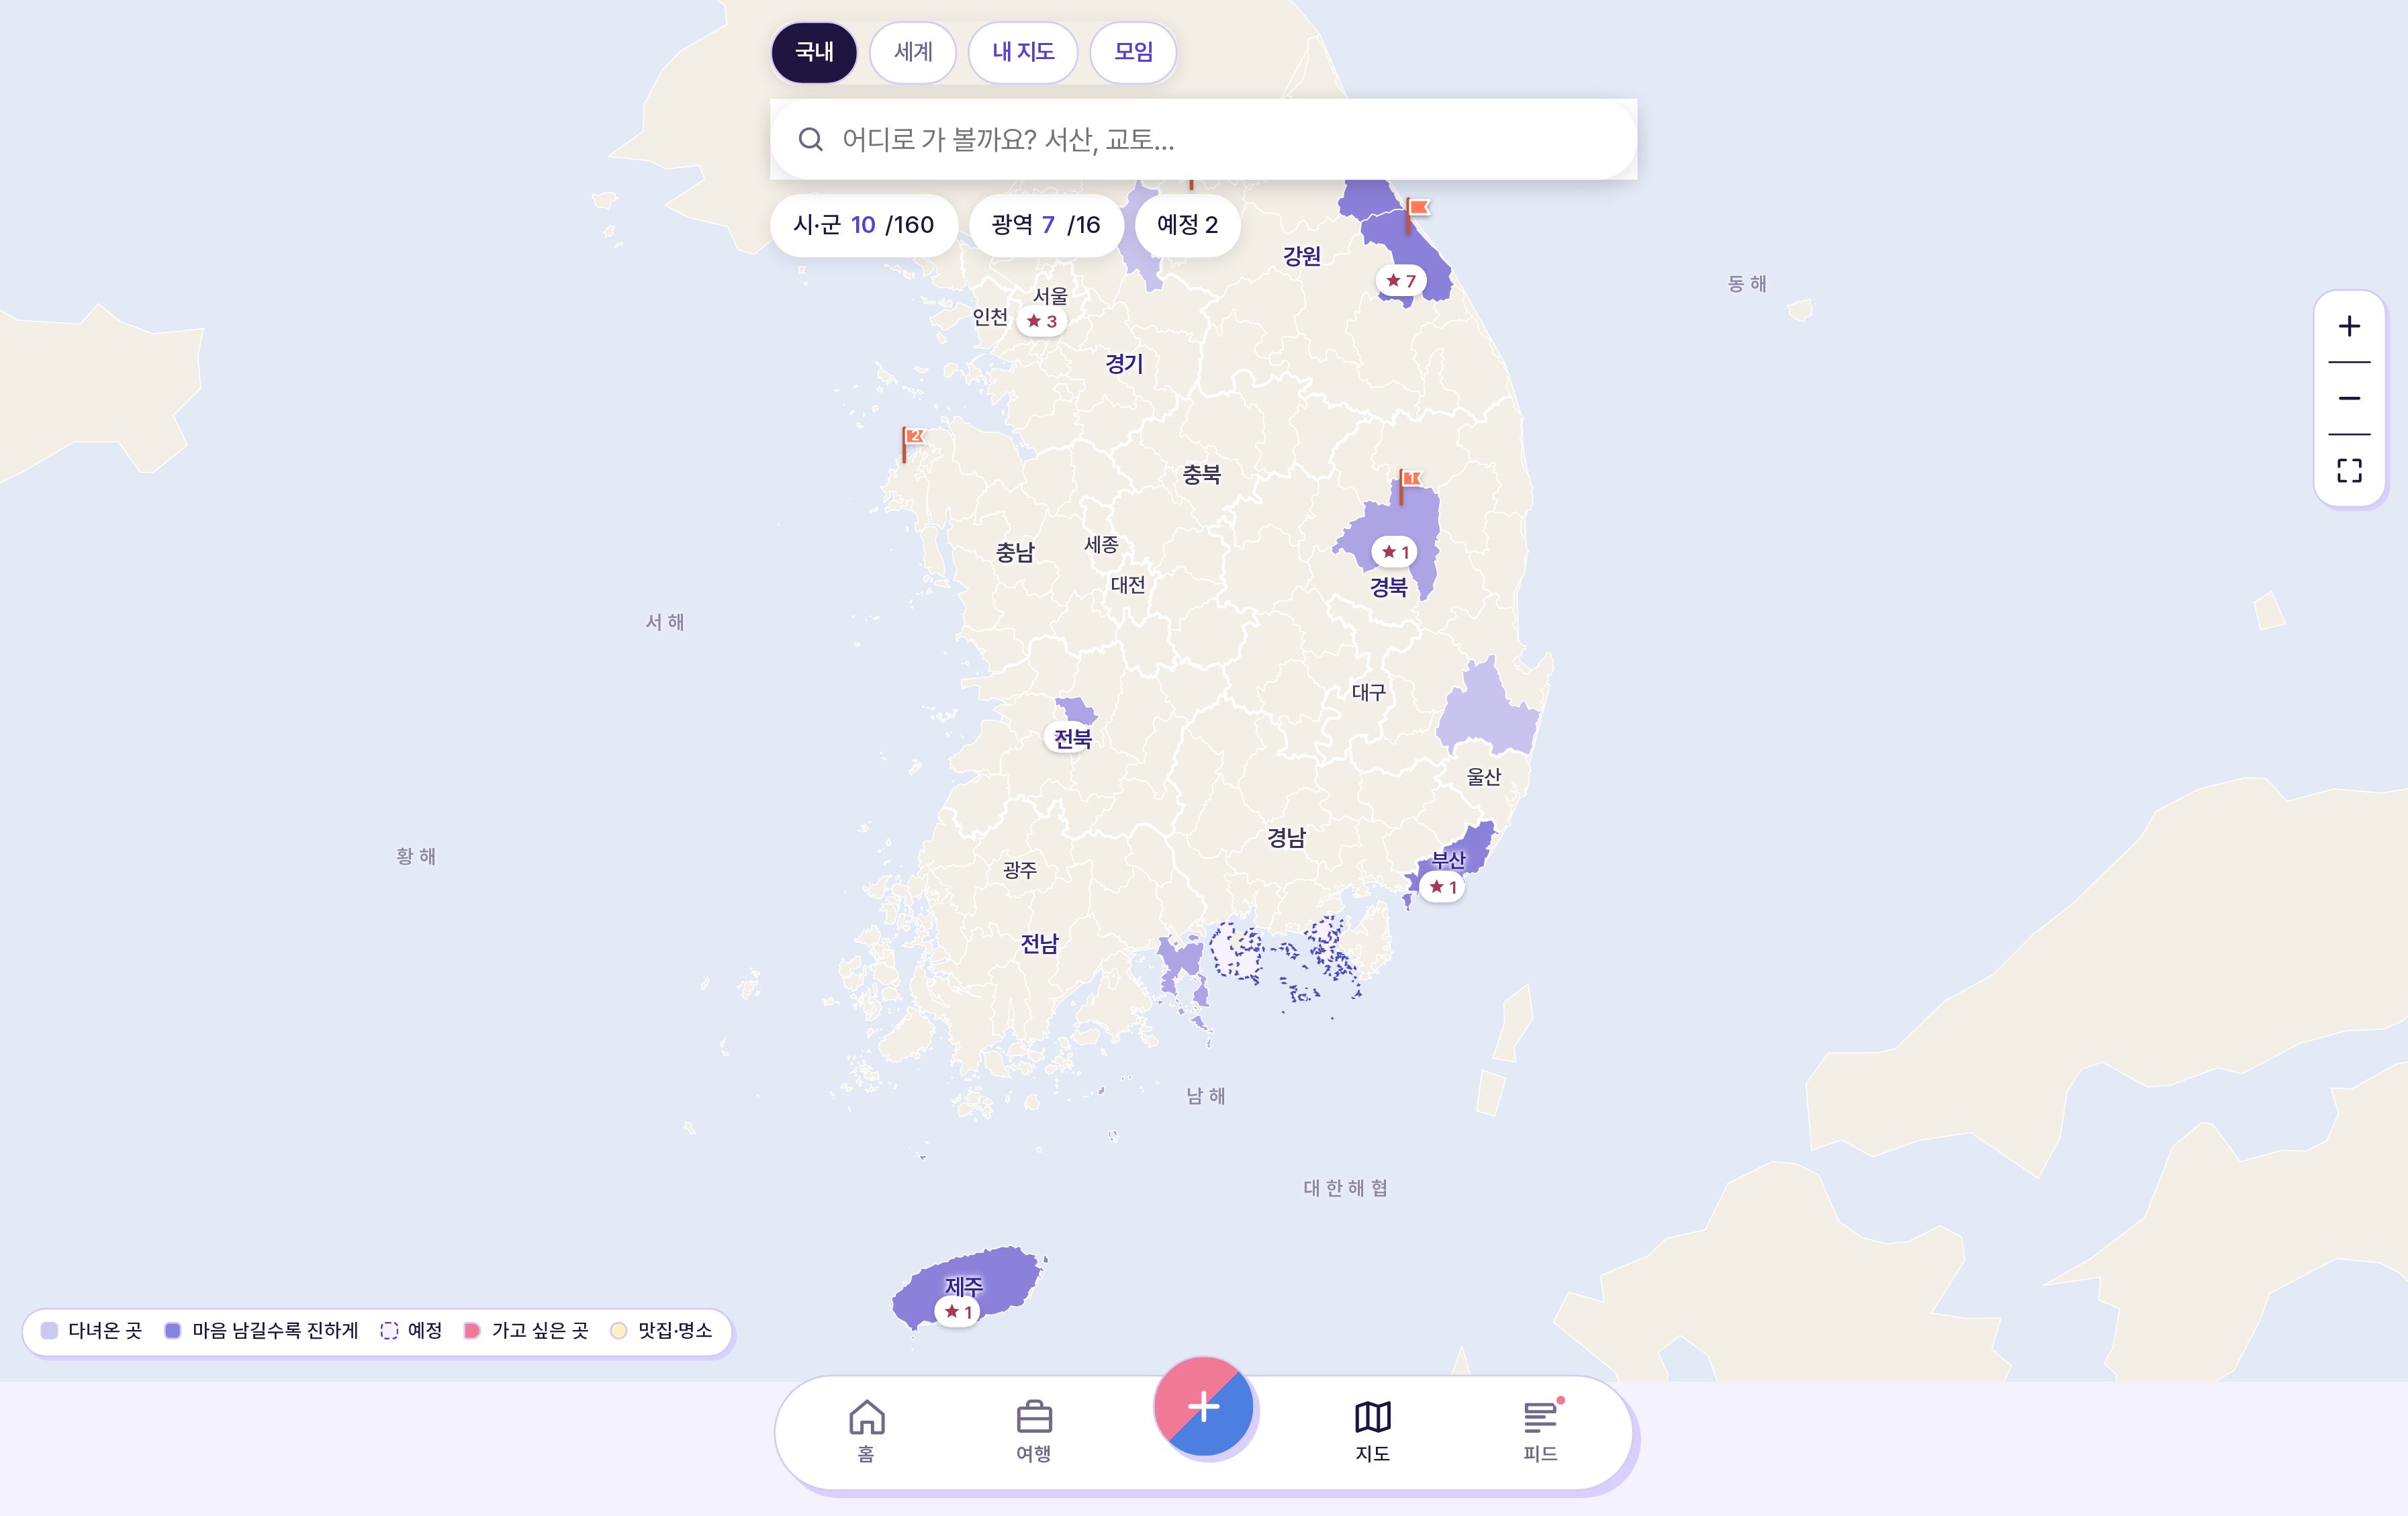 국내 세계 내 지도 모임
어디로 가 볼까요? 서산, 교토...
시·군 10 /160 광역 7 /16 예정 2
강원
★ 7
동해
서울
인천
★ 3
경기
2
충북
1
충남
세종
★ 1
대전
경북
서해
대구
전북
울산
경남
황해
부산
광주
★ 1
전남
남해
대한해협
제주
★ 1
다녀온 곳 마음 남길수록 진하게 예정 가고 싶은 곳 맛집·명소
홈 여행 지도 피드